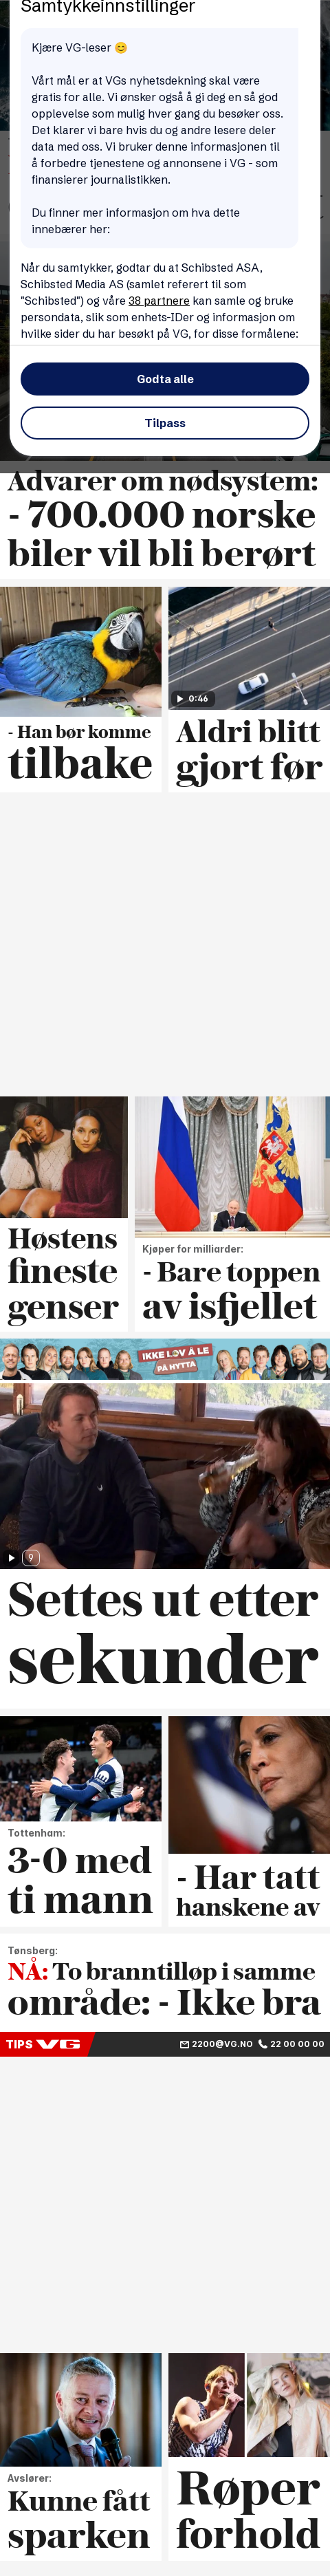 Samtykkeinnstillinger
Kjære VG-leser 😊
Vårt mål er at VGs nyhetsdekning skal være
gratis for alle. Vi ønsker også å gi deg en så god
opplevelse som mulig hver gang du besøker oss.
Det klarer vi bare hvis du og andre lesere deler
data med oss. Vi bruker denne informasjonen til
å forbedre tjenestene og annonsene i VG - som
finansierer journalistikken.
Du finner mer informasjon om hva dette
innebærer her:
Når du samtykker, godtar du at Schibsted ASA,
Schibsted Media AS (samlet referert til som
"Schibsted") og våre 38 partnere kan samle og bruke
persondata, slik som enhets-IDer og informasjon om
hvilke sider du har besøkt på VG, for disse formålene:
Godta alle
Tilpass
Advarer om nødsystem:
- 700.000 norske
biler vil bli berørt
0:46
- Han bør komme
tilbake
Aldri blitt
gjort før
Høstens
fineste
genser
Kjøper for milliarder:
- Bare toppen
av isfjellet
IKKE LOV Å LE
PÅ HYTTA
9
Settes ut etter
sekunder
Tottenham:
3-0 med
ti mann
- Har tatt
hanskene av
Tønsberg:
NÅ: To branntilløp i samme
område: - Ikke bra
TIPS VG
2200@VG.NO 22 00 00 00
Avslører:
Kunne fått
sparken
Røper
forhold